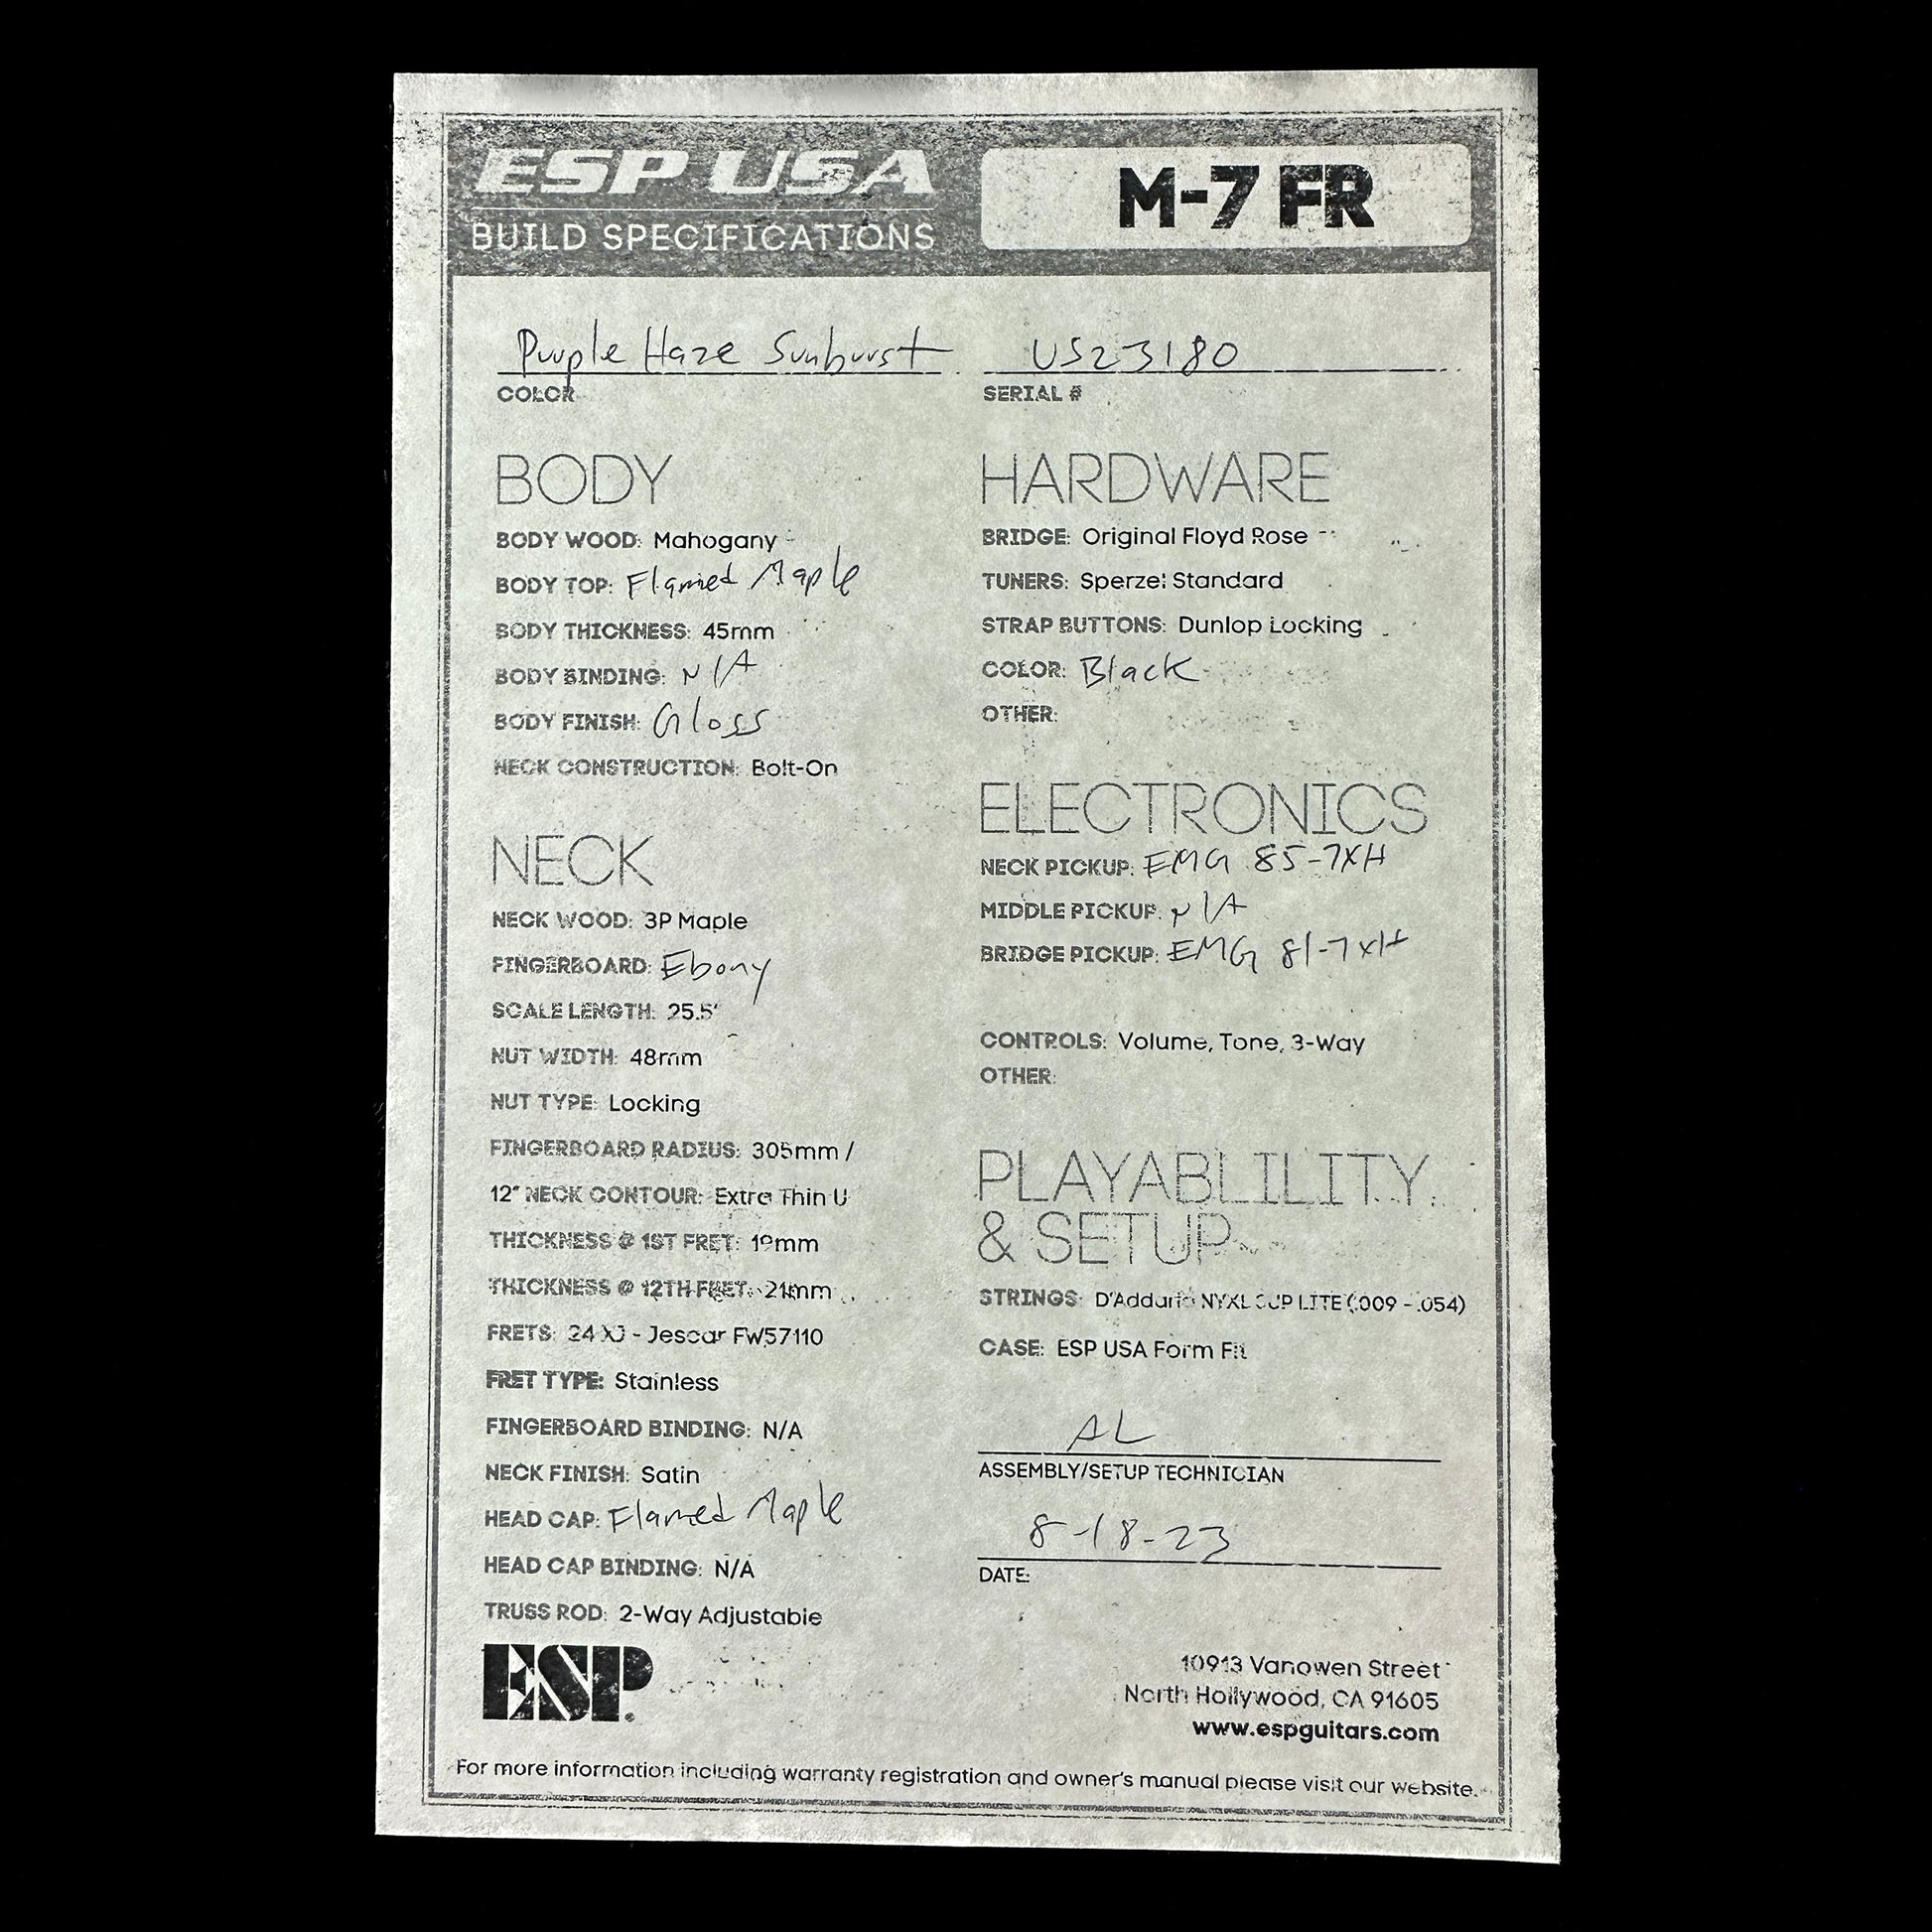 ESP USA
BUILD SPECIFICATIONS
M-7 FR
Purple Haze Sunburst
COLOR
US23180
SERIAL #
BODY
BODY WOOD: Mahogany
BODY TOP: Flamed Maple
BODY THICKNESS: 45mm
BODY BINDING: N/A
BODY FINISH: Gloss
NECK CONSTRUCTION: Bolt-On
NECK
NECK WOOD: 3P Maple
FINGERBOARD: Ebony
SCALE LENGTH: 25.5"
NUT WIDTH: 48mm
NUT TYPE: Locking
FINGERBOARD RADIUS: 305mm /
12" NECK CONTOUR: Extra Thin U
THICKNESS @ 1ST FRET: 19mm
THICKNESS @ 12TH FRET: 21mm
FRETS: 24 XJ - Jescar FW57110
FRET TYPE: Stainless
FINGERBOARD BINDING: N/A
NECK FINISH: Satin
HEAD CAP: Flamed Maple
HEAD CAP BINDING: N/A
TRUSS ROD: 2-Way Adjustable
HARDWARE
BRIDGE: Original Floyd Rose
TUNERS: Sperzel Standard
STRAP BUTTONS: Dunlop Locking
COLOR: Black
OTHER:
ELECTRONICS
NECK PICKUP: EMG 85-7XH
MIDDLE PICKUP: N/A
BRIDGE PICKUP: EMG 81-7XH
CONTROLS: Volume, Tone, 3-Way
OTHER:
PLAYABLILITY
& SETUP
STRINGS: D'Addario NYXL SUP LITE (.009 - .054)
CASE: ESP USA Form Fit
AL
ASSEMBLY/SETUP TECHNICIAN
8-18-23
DATE:
ESP.
10913 Vanowen Street
North Hollywood, CA 91605
www.espguitars.com
For more information including warranty registration and owner's manual please visit our website.